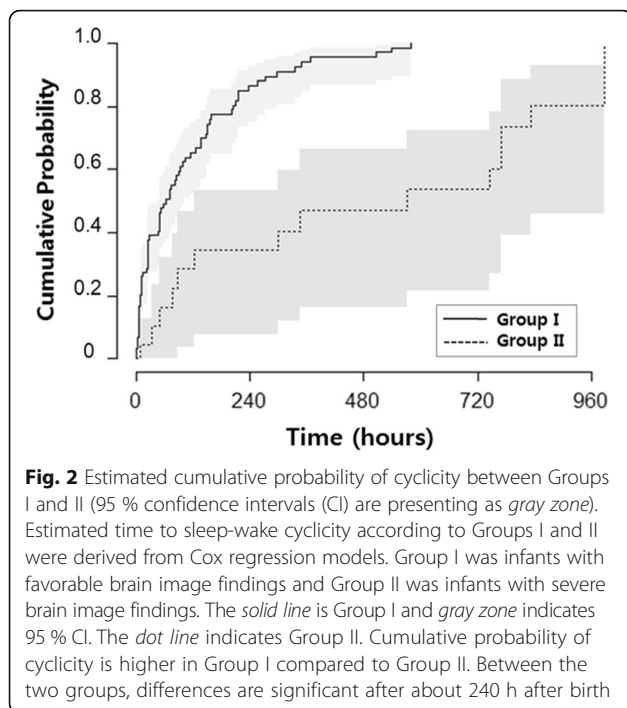 1.0
0.8
0.6
0.4
0.2
0
Cumulative Probability
Group I
Group II
0 240 480 720 960
Time (hours)
Fig. 2 Estimated cumulative probability of cyclicity between Groups
I and II (95 % confidence intervals (CI) are presenting as gray zone).
Estimated time to sleep-wake cyclicity according to Groups I and II
were derived from Cox regression models. Group I was infants with
favorable brain image findings and Group II was infants with severe
brain image findings. The solid line is Group I and gray zone indicates
95 % CI. The dot line indicates Group II. Cumulative probability of
cyclicity is higher in Group I compared to Group II. Between the
two groups, differences are significant after about 240 h after birth